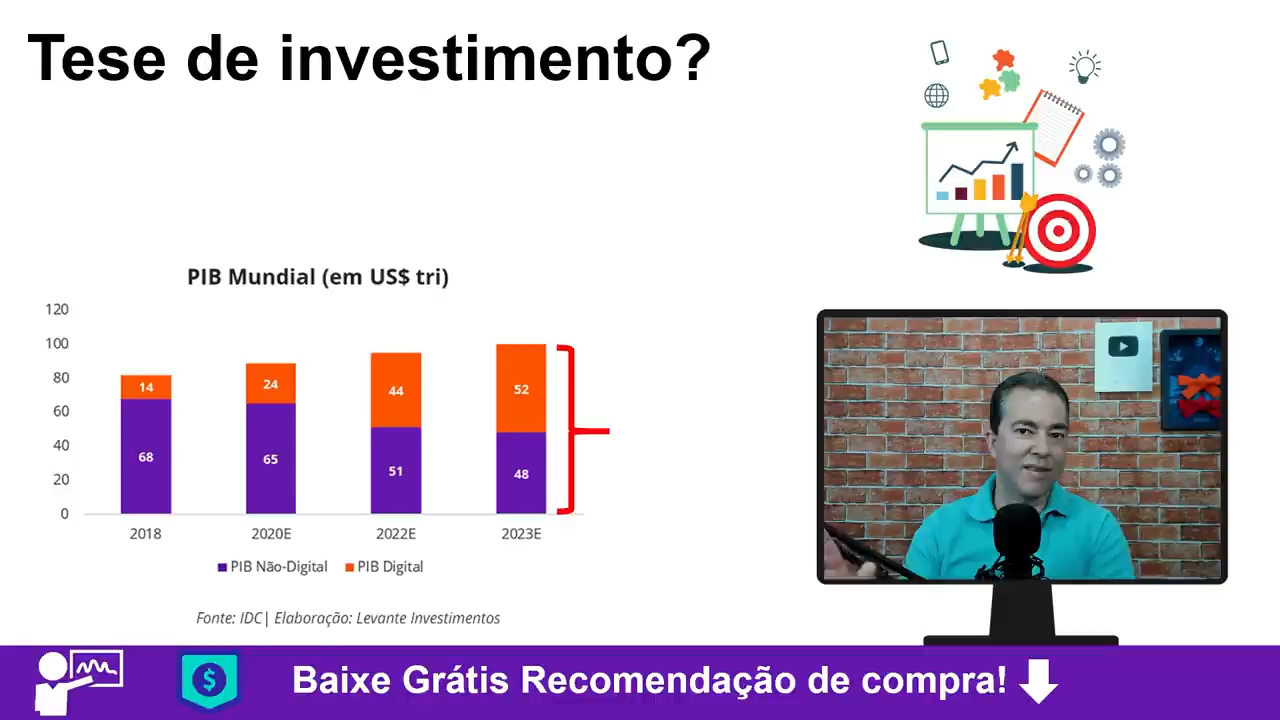 Tese de investimento?
PIB Mundial (em US$ tri)
120
100
80
60
40
20
0
14
24
44
52
68
65
51
48
2018
2020E
2022E
2023E
PIB Não-Digital
PIB Digital
Fonte: IDC| Elaboração: Levante Investimentos
$
Baixe Grátis Recomendação de compra!